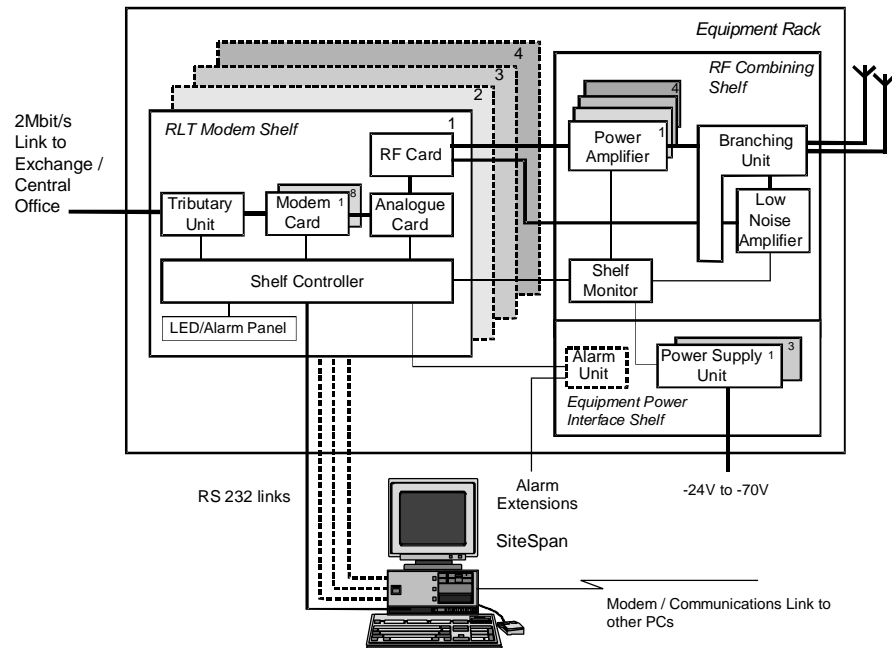 Equipment Rack
4
3
2
RLT Modem Shelf
1
RF Card
2Mbit/s
Link to
Exchange /
Central
Office
Tributary
Unit
Modem
Card
1
8
Analogue
Card
Shelf Controller
LED/Alarm Panel
RF Combining
Shelf
4
Power
Amplifier
1
Branching
Unit
Low
Noise
Amplifier
Shelf
Monitor
Alarm
Unit
Power Supply
Unit
1
3
Equipment Power
Interface Shelf
RS 232 links
Alarm
Extensions
-24V to -70V
SiteSpan
Modem / Communications Link to
other PCs